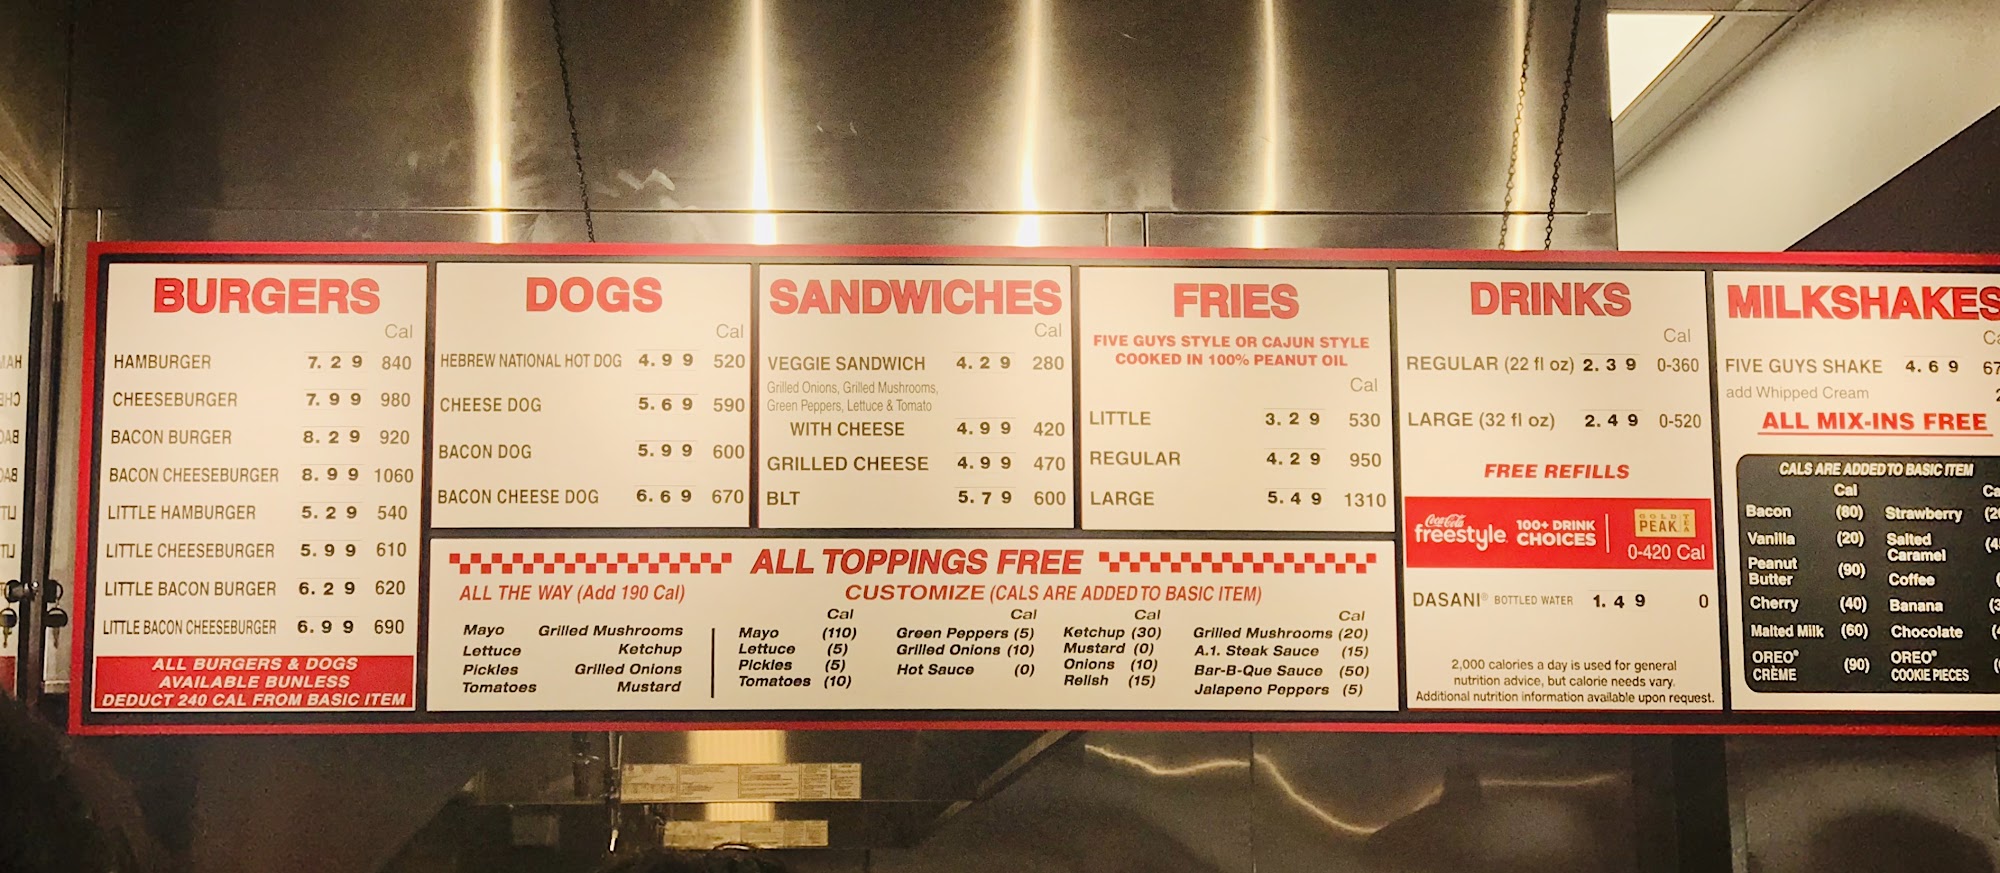 BURGERS
Cal
HAMBURGER 7.29 840
CHEESEBURGER 7.99 980
BACON BURGER 8.29 920
BACON CHEESEBURGER 8.99 1060
LITTLE HAMBURGER 5.29 540
LITTLE CHEESEBURGER 5.99 610
LITTLE BACON BURGER 6.29 620
LITTLE BACON CHEESEBURGER 6.99 690
ALL BURGERS & DOGS
AVAILABLE BUNLESS
DEDUCT 240 CAL FROM BASIC ITEM
DOGS
Cal
HEBREW NATIONAL HOT DOG 4.99 520
CHEESE DOG 5.69 590
BACON DOG 5.99 600
BACON CHEESE DOG 6.69 670
SANDWICHES
Cal
VEGGIE SANDWICH 4.29 280
Grilled Onions, Grilled Mushrooms,
Green Peppers, Lettuce & Tomato
WITH CHEESE 4.99 420
GRILLED CHEESE 4.99 470
BLT 5.79 600
FRIES
FIVE GUYS STYLE OR CAJUN STYLE
COOKED IN 100% PEANUT OIL
Cal
LITTLE 3.29 530
REGULAR 4.29 950
LARGE 5.49 1310
ALL TOPPINGS FREE
ALL THE WAY (Add 190 Cal)
Mayo Grilled Mushrooms
Lettuce Ketchup
Pickles Grilled Onions
Tomatoes Mustard
CUSTOMIZE (CALS ARE ADDED TO BASIC ITEM)
Cal Cal Cal Cal
Mayo (110) Green Peppers (5) Ketchup (30) Grilled Mushrooms (20)
Lettuce (5) Grilled Onions (10) Mustard (0) A.1. Steak Sauce (15)
Pickles (5) Hot Sauce (0) Onions (10) Bar-B-Que Sauce (50)
Tomatoes (10) Relish (15) Jalapeno Peppers (5)
DRINKS
Cal
REGULAR (22 fl oz) 2.39 0-360
LARGE (32 fl oz) 2.49 0-520
FREE REFILLS
Coca-Cola
freestyle
100+ DRINK
CHOICES
GOLD
PEAK
TEA
0-420 Cal
DASANI® BOTTLED WATER 1.49 0
2,000 calories a day is used for general
nutrition advice, but calorie needs vary.
Additional nutrition information available upon request.
MILKSHAKES
FIVE GUYS SHAKE 4.69 67
add Whipped Cream
ALL MIX-INS FREE
CALS ARE ADDED TO BASIC ITEM
Cal
Bacon (80) Strawberry
Vanilla (20) Salted
Caramel
Peanut
Butter (90) Coffee
Cherry (40) Banana
Malted Milk (60) Chocolate
OREO® CRÈME (90) OREO® COOKIE PIECES